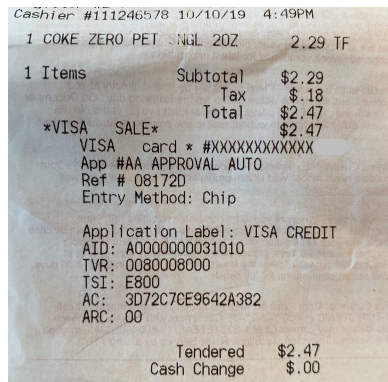 Cashier #111246578 10/10/19 4:49PM
1 COKE ZERO PET SNGL 20Z 2.29 TF
1 Items Subtotal $2.29
Tax $.18
Total $2.47
*VISA SALE* $2.47
VISA card * #XXXXXXXXXXXX
App #AA APPROVAL AUTO
Ref # 08172D
Entry Method: Chip
Application Label: VISA CREDIT
AID: A0000000031010
TVR: 0080008000
TSI: E800
AC: 3D72C7CE9642A382
ARC: 00
Tendered $2.47
Cash Change $.00